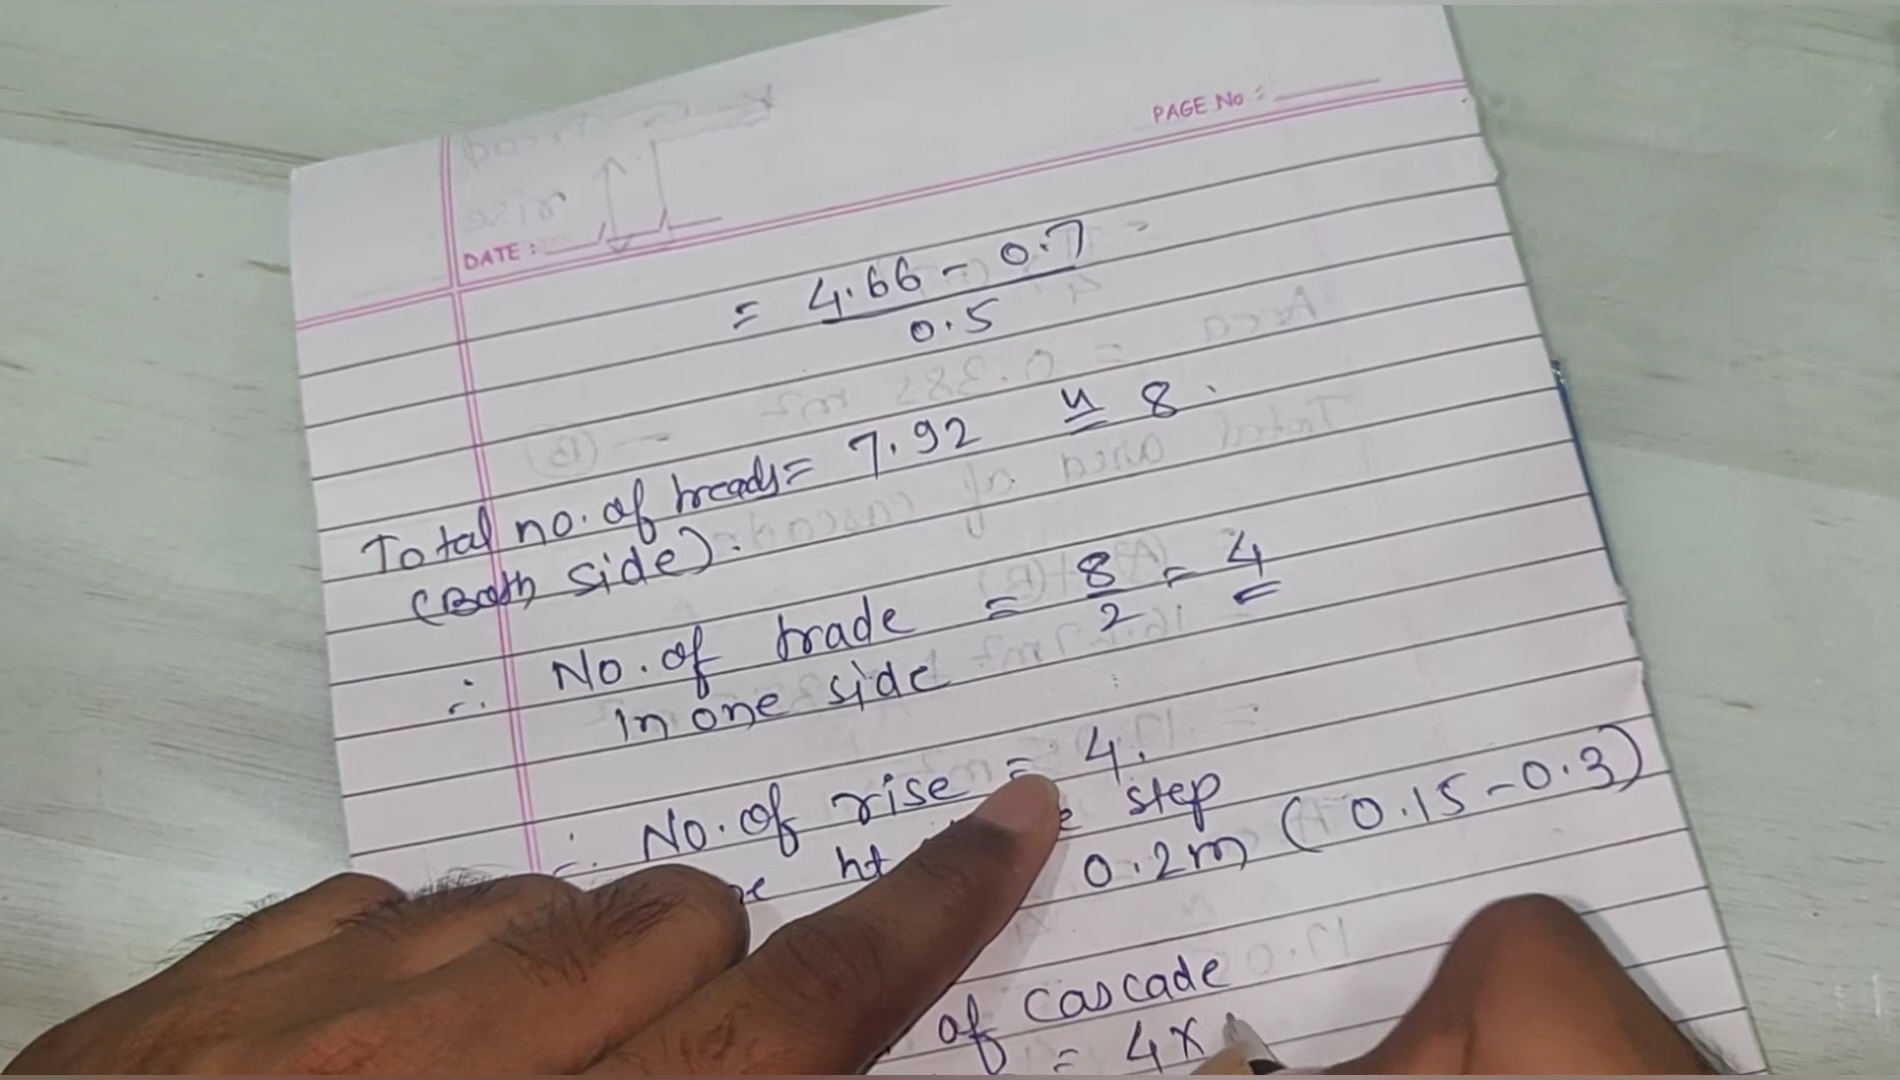 PAGE No :
DATE :
= 4.66 - 0.7
0.5
Total no. of treads = 7.92 ≃ 8.
(Both side).
∴ No. of trade = 8/2 = 4
in one side
∴ No. of rise = 4.
ht step
0.2m (0.15-0.3)
of cascade
= 4x